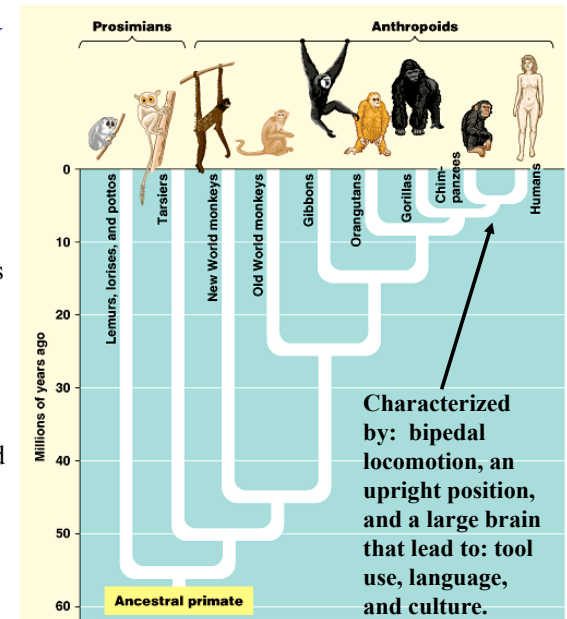 Prosimians
Anthropoids
0
10
20
30
40
50
60
Millions of years ago
Lemurs, lorises, and pottos
Tarsiers
New World monkeys
Old World monkeys
Gibbons
Orangutans
Gorillas
Chim-
panzees
Humans
s
d
Characterized
by: bipedal
locomotion, an
upright position,
and a large brain
that lead to: tool
use, language,
and culture.
Ancestral primate